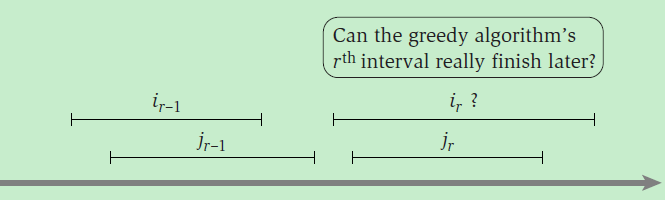 Can the greedy algorithm's
rth interval really finish later?
ir–1
ir ?
jr–1
jr